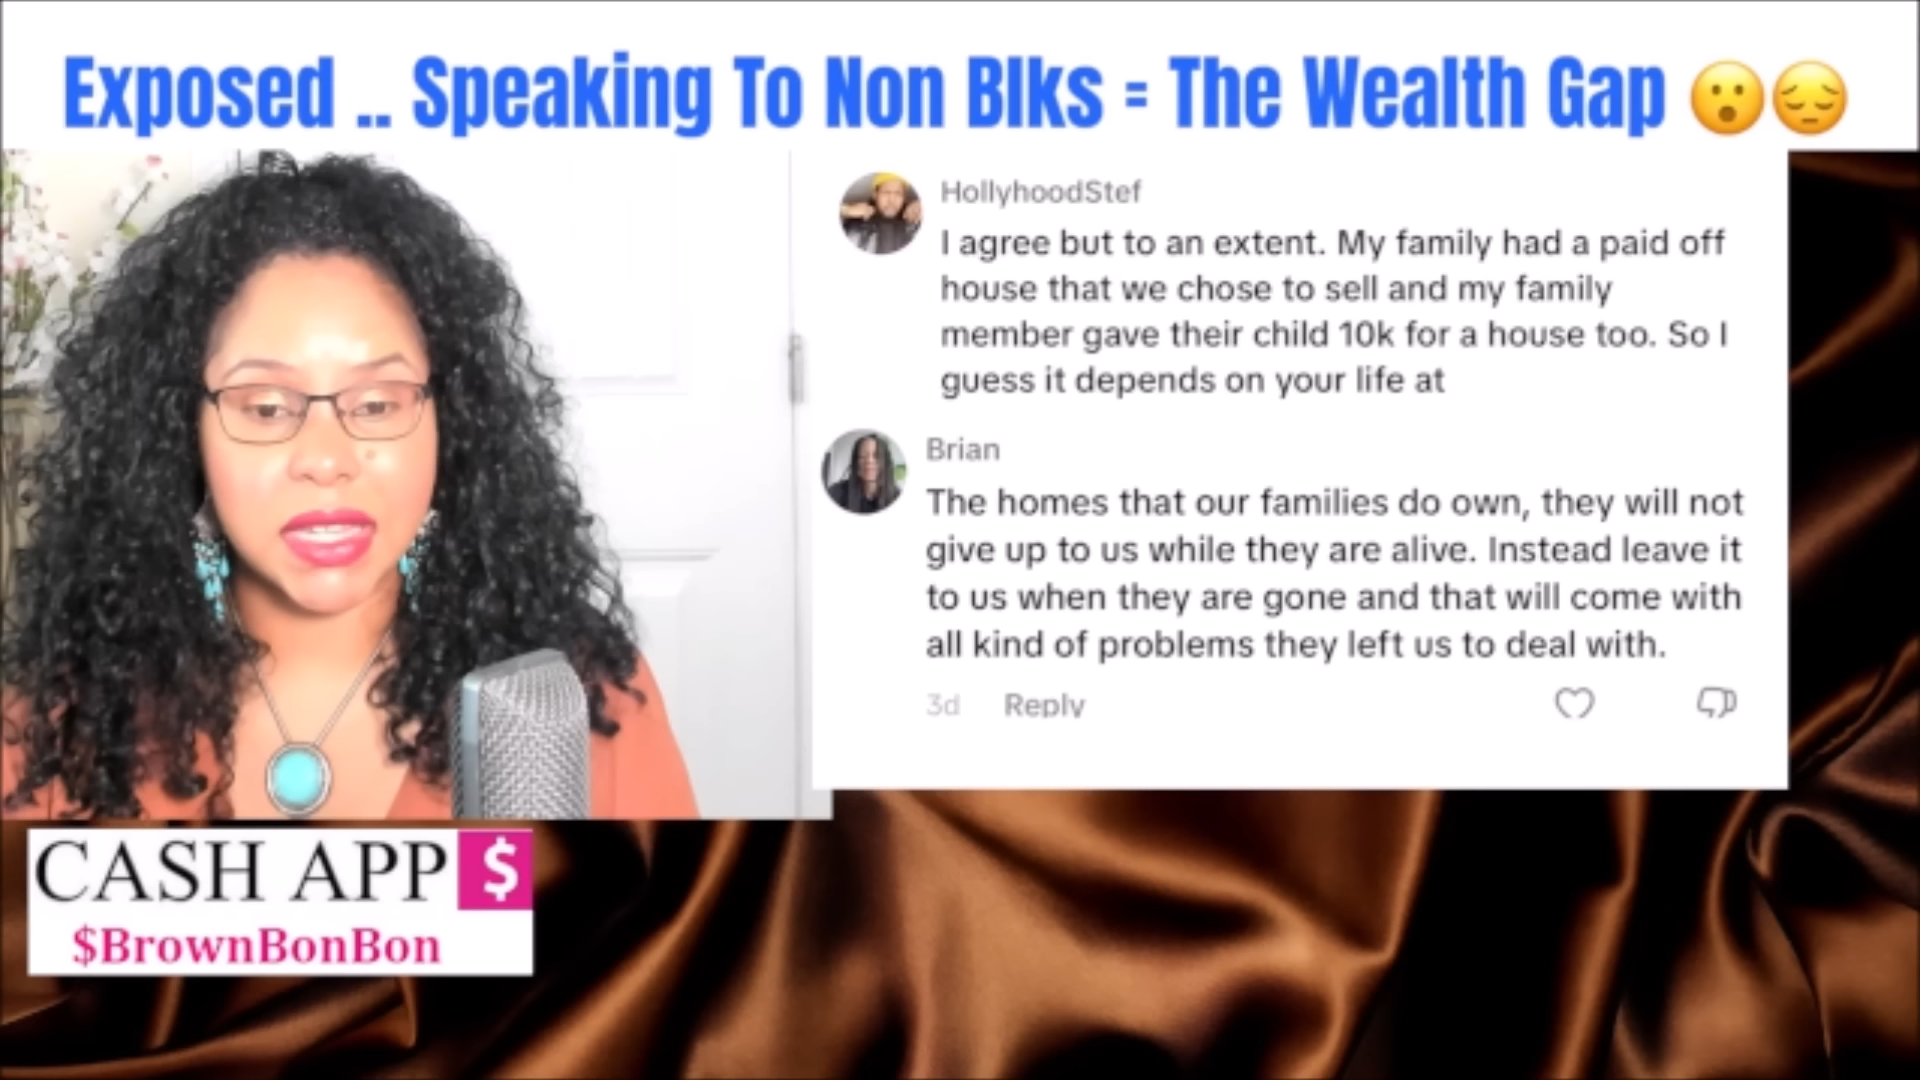 Exposed .. Speaking To Non Blks = The Wealth Gap 😮😔
HollyhoodStef
I agree but to an extent. My family had a paid off
house that we chose to sell and my family
member gave their child 10k for a house too. So I
guess it depends on your life at
Brian
The homes that our families do own, they will not
give up to us while they are alive. Instead leave it
to us when they are gone and that will come with
all kind of problems they left us to deal with.
3d Reply
CASH APP $
$BrownBonBon